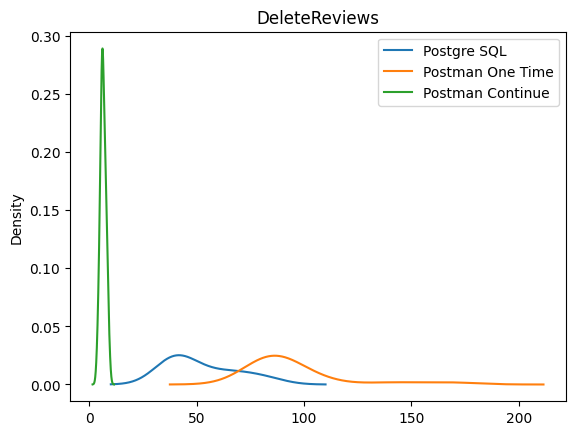 DeleteReviews
Postgre SQL
Postman One Time
Postman Continue
Density
0.30
0.25
0.20
0.15
0.10
0.05
0.00
0 50 100 150 200